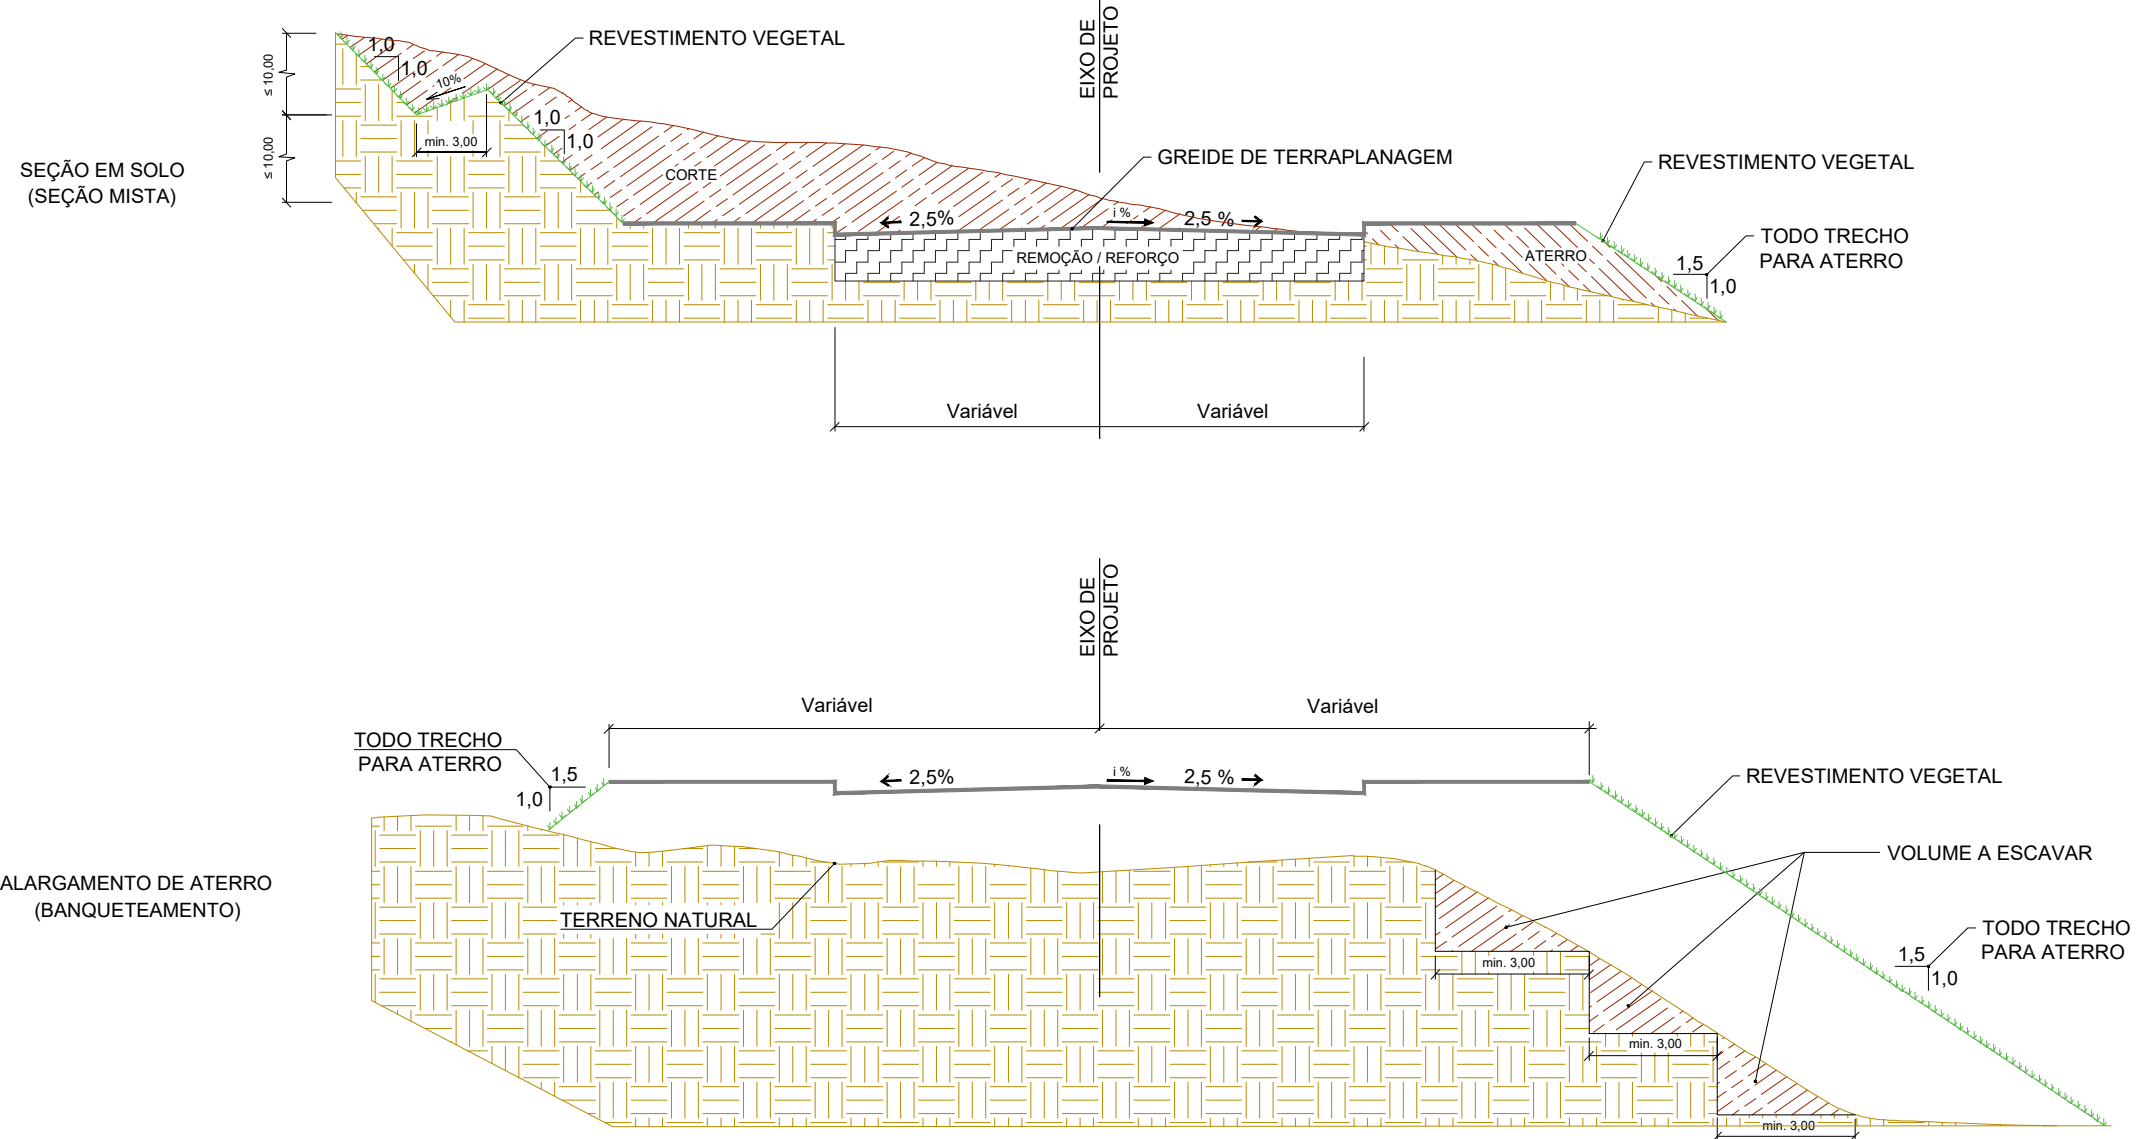 EIXO DE
PROJETO
REVESTIMENTO VEGETAL
1,0
1,0
10%
≤ 10,00
≤ 10,00
min. 3,00
1,0
1,0
SEÇÃO EM SOLO
(SEÇÃO MISTA)
CORTE
GREIDE DE TERRAPLANAGEM
REVESTIMENTO VEGETAL
2,5%
i %
2,5 %
REMOÇÃO / REFORÇO
ATERRO
TODO TRECHO
PARA ATERRO
1,5
1,0
Variável
Variável
EIXO DE
PROJETO
Variável
Variável
TODO TRECHO
PARA ATERRO
1,5
1,0
2,5%
i %
2,5 %
REVESTIMENTO VEGETAL
VOLUME A ESCAVAR
ALARGAMENTO DE ATERRO
(BANQUETEAMENTO)
TERRENO NATURAL
TODO TRECHO
PARA ATERRO
1,5
1,0
min. 3,00
min. 3,00
min. 3,00